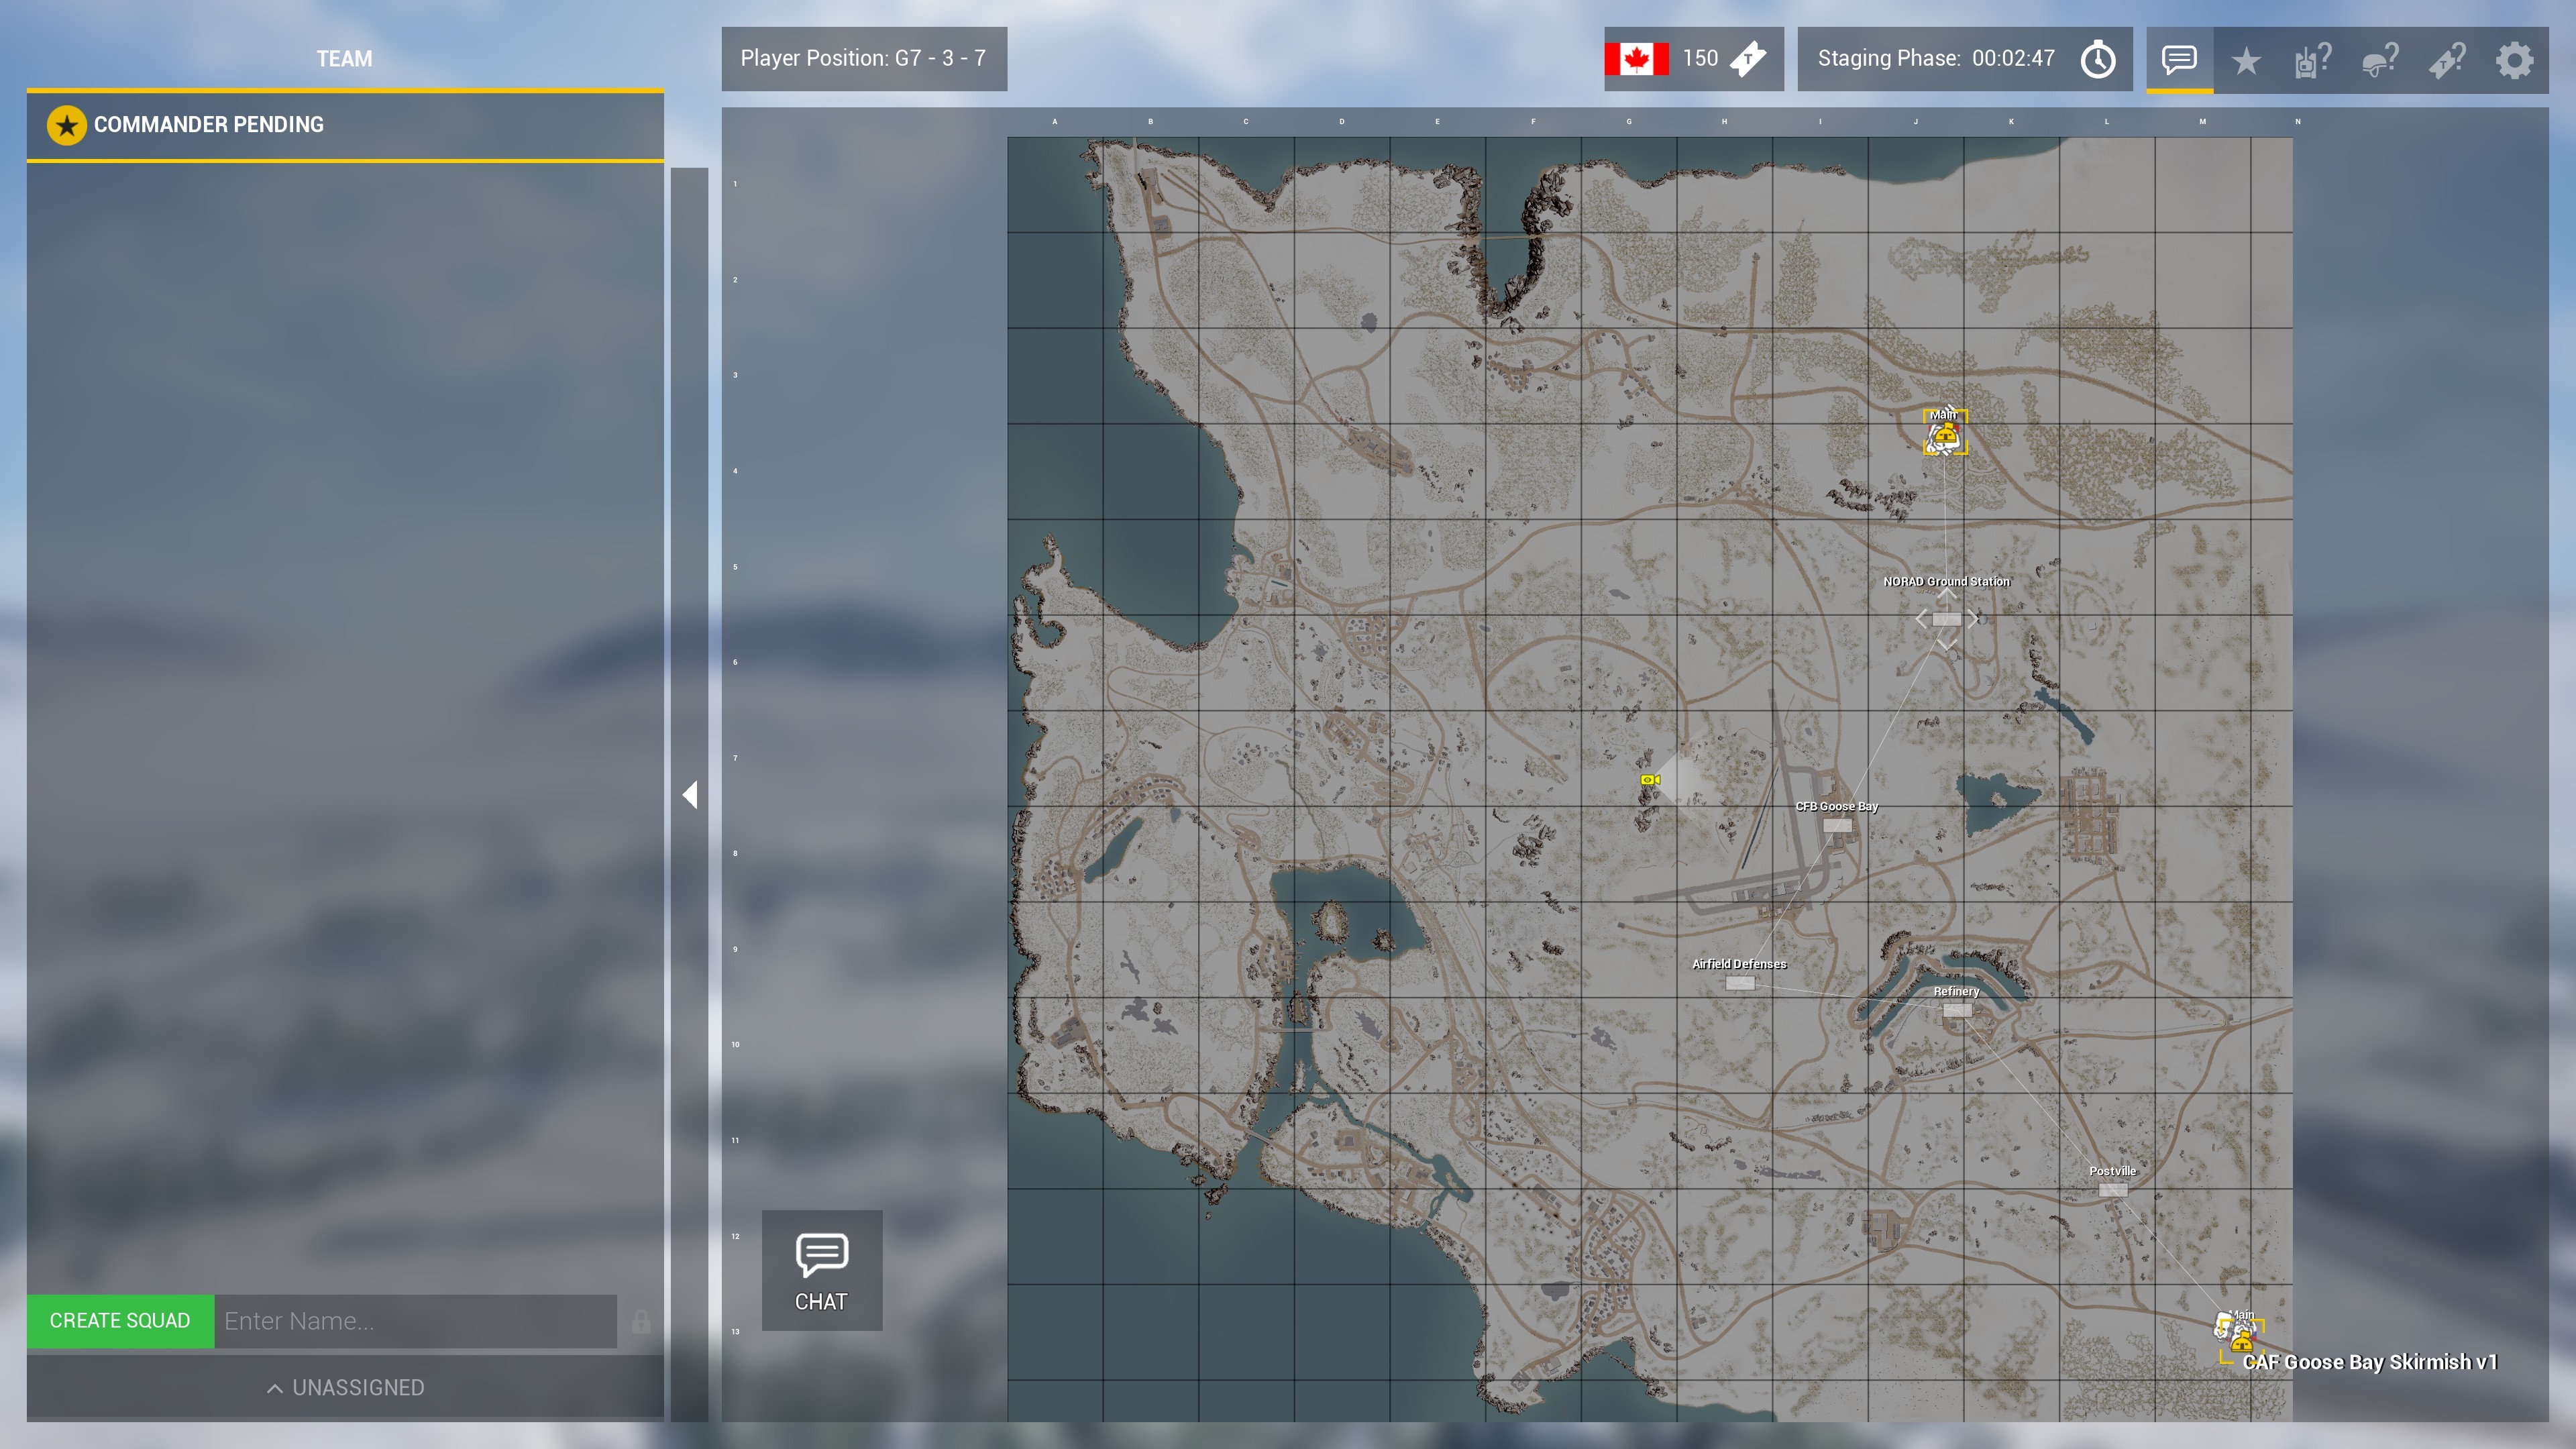 TEAM
Player Position: G7 - 3 - 7
150
T
Staging Phase: 00:02:47
?
?
T?
COMMANDER PENDING
A B C D E F G H I J K L M N
1
2
3
Main
4
5
NORAD Ground Station
6
7
CFB Goose Bay
8
9
Airfield Defenses
Refinery
10
11
Postville
12
CHAT
Main
CREATE SQUAD
Enter Name...
13
CAF Goose Bay Skirmish v1
UNASSIGNED